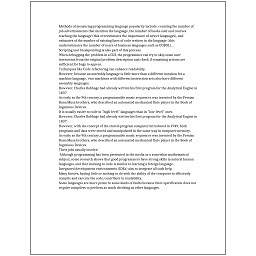 Methods of measuring programming language popularity include: counting the number of
job advertisements that mention the language, the number of books sold and courses
teaching the language (this overestimates the importance of newer languages), and
estimates of the number of existing lines of code written in the language (this
underestimates the number of users of business languages such as COBOL).
Scripting and breakpointing is also part of this process.
When debugging the problem in a GUI, the programmer can try to skip some user
interaction from the original problem description and check if remaining actions are
sufficient for bugs to appear.
Techniques like Code refactoring can enhance readability.
However, because an assembly language is little more than a different notation for a
machine language, two machines with different instruction sets also have different
assembly languages.
However, Charles Babbage had already written his first program for the Analytical Engine in
1837.
As early as the 9th century, a programmable music sequencer was invented by the Persian
Banu Musa brothers, who described an automated mechanical flute player in the Book of
Ingenious Devices.
It is usually easier to code in "high-level" languages than in "low-level" ones.
However, Charles Babbage had already written his first program for the Analytical Engine in
1837.
However, with the concept of the stored-program computer introduced in 1949, both
programs and data were stored and manipulated in the same way in computer memory.
As early as the 9th century, a programmable music sequencer was invented by the Persian
Banu Musa brothers, who described an automated mechanical flute player in the Book of
Ingenious Devices.
Their jobs usually involve:
Although programming has been presented in the media as a somewhat mathematical
subject, some research shows that good programmers have strong skills in natural human
languages, and that learning to code is similar to learning a foreign language.
Integrated development environments (IDEs) aim to integrate all such help.
Many factors, having little or nothing to do with the ability of the computer to efficiently
compile and execute the code, contribute to readability.
Some languages are more prone to some kinds of faults because their specification does not
require compilers to perform as much checking as other languages.